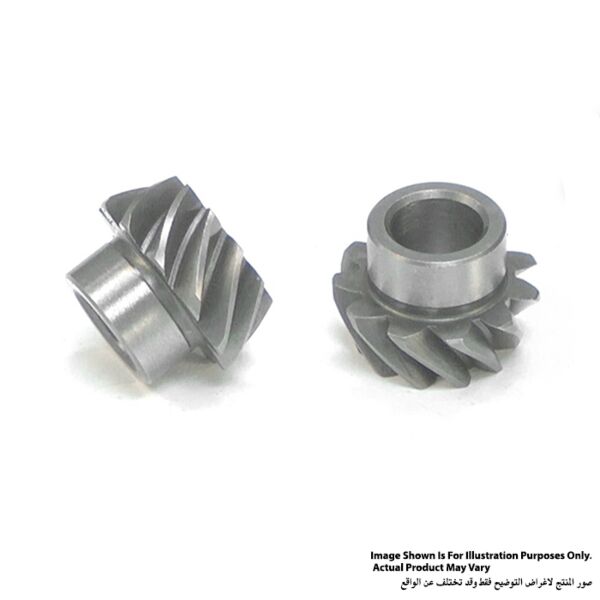 Image Shown Is For Illustration Purposes Only.
Actual Product May Vary
صور المنتج لاغراض التوضيح فقط وقد تختلف عن الواقع